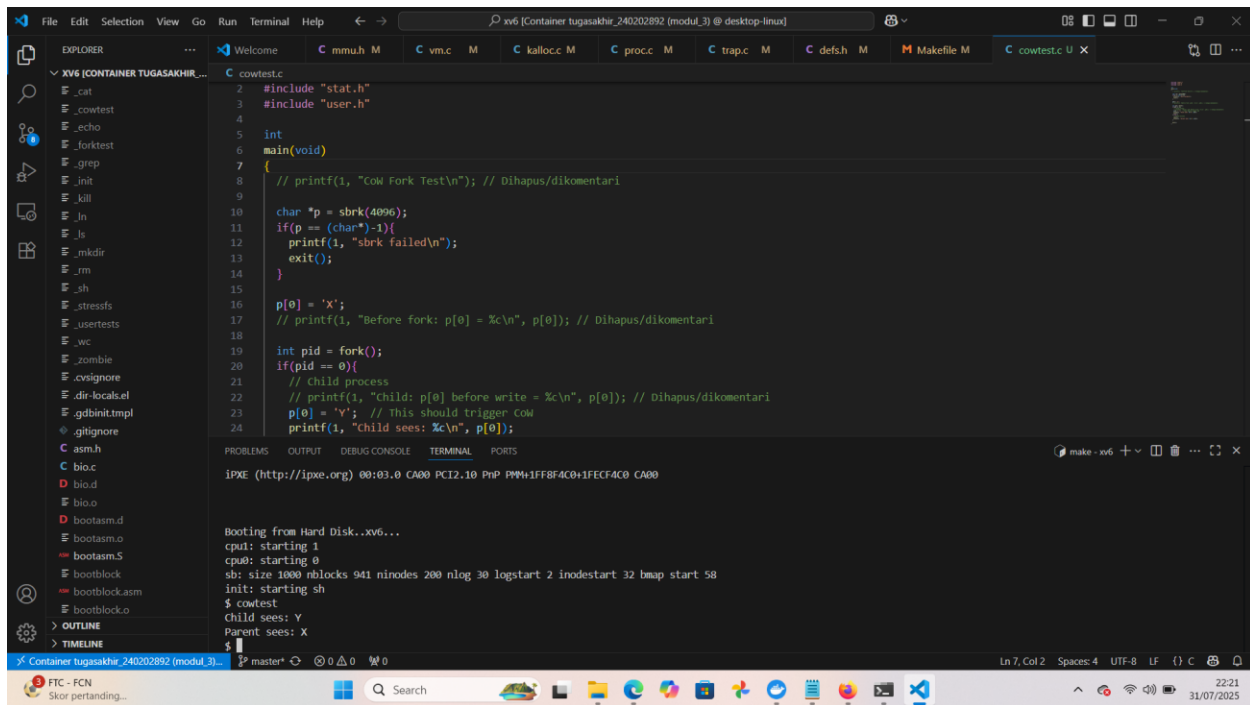 File Edit Selection View Go Run Terminal Help
xv6 [Container tugasakhir_240202892 (modul_3) @ desktop-linux]
EXPLORER
Welcome
mmu.h M
vm.c M
kalloc.c M
proc.c M
trap.c M
defs.h M
Makefile M
cowtest.c U
XV6 [CONTAINER TUGASAKHIR_...
_cat
_cowtest
_echo
_forktest
_grep
_init
_kill
_ln
_ls
_mkdir
_rm
_sh
_stressfs
_usertests
_wc
_zombie
.cvsignore
.dir-locals.el
.gdbinit.tmpl
.gitignore
asm.h
bio.c
bio.d
bio.o
bootasm.d
bootasm.o
bootasm.S
bootblock
bootblock.asm
bootblock.o
OUTLINE
TIMELINE
C cowtest.c
2 #include "stat.h"
3 #include "user.h"
4
5 int
6 main(void)
7 {
8 // printf(1, "CoW Fork Test\n"); // Dihapus/dikomentari
9
10 char *p = sbrk(4096);
11 if(p == (char*)-1){
12 printf(1, "sbrk failed\n");
13 exit();
14 }
15
16 p[0] = 'X';
17 // printf(1, "Before fork: p[0] = %c\n", p[0]); // Dihapus/dikomentari
18
19 int pid = fork();
20 if(pid == 0){
21 // Child process
22 // printf(1, "Child: p[0] before write = %c\n", p[0]); // Dihapus/dikomentari
23 p[0] = 'Y'; // This should trigger CoW
24 printf(1, "Child sees: %c\n", p[0]);
PROBLEMS OUTPUT DEBUG CONSOLE TERMINAL PORTS
make - xv6
iPXE (http://ipxe.org) 00:03.0 CA00 PCI2.10 PnP PMM+1FF8F4C0+1FECF4C0 CA00
Booting from Hard Disk..xv6...
cpu1: starting 1
cpu0: starting 0
sb: size 1000 nblocks 941 ninodes 200 nlog 30 logstart 2 inodestart 32 bmap start 58
init: starting sh
$ cowtest
Child sees: Y
Parent sees: X
$
Container tugasakhir_240202892 (modul_3)...
master*
0 0
0
Ln 7, Col 2 Spaces: 4 UTF-8 LF {} C
3
FTC - FCN
Skor pertanding...
Search
22:21
31/07/2025